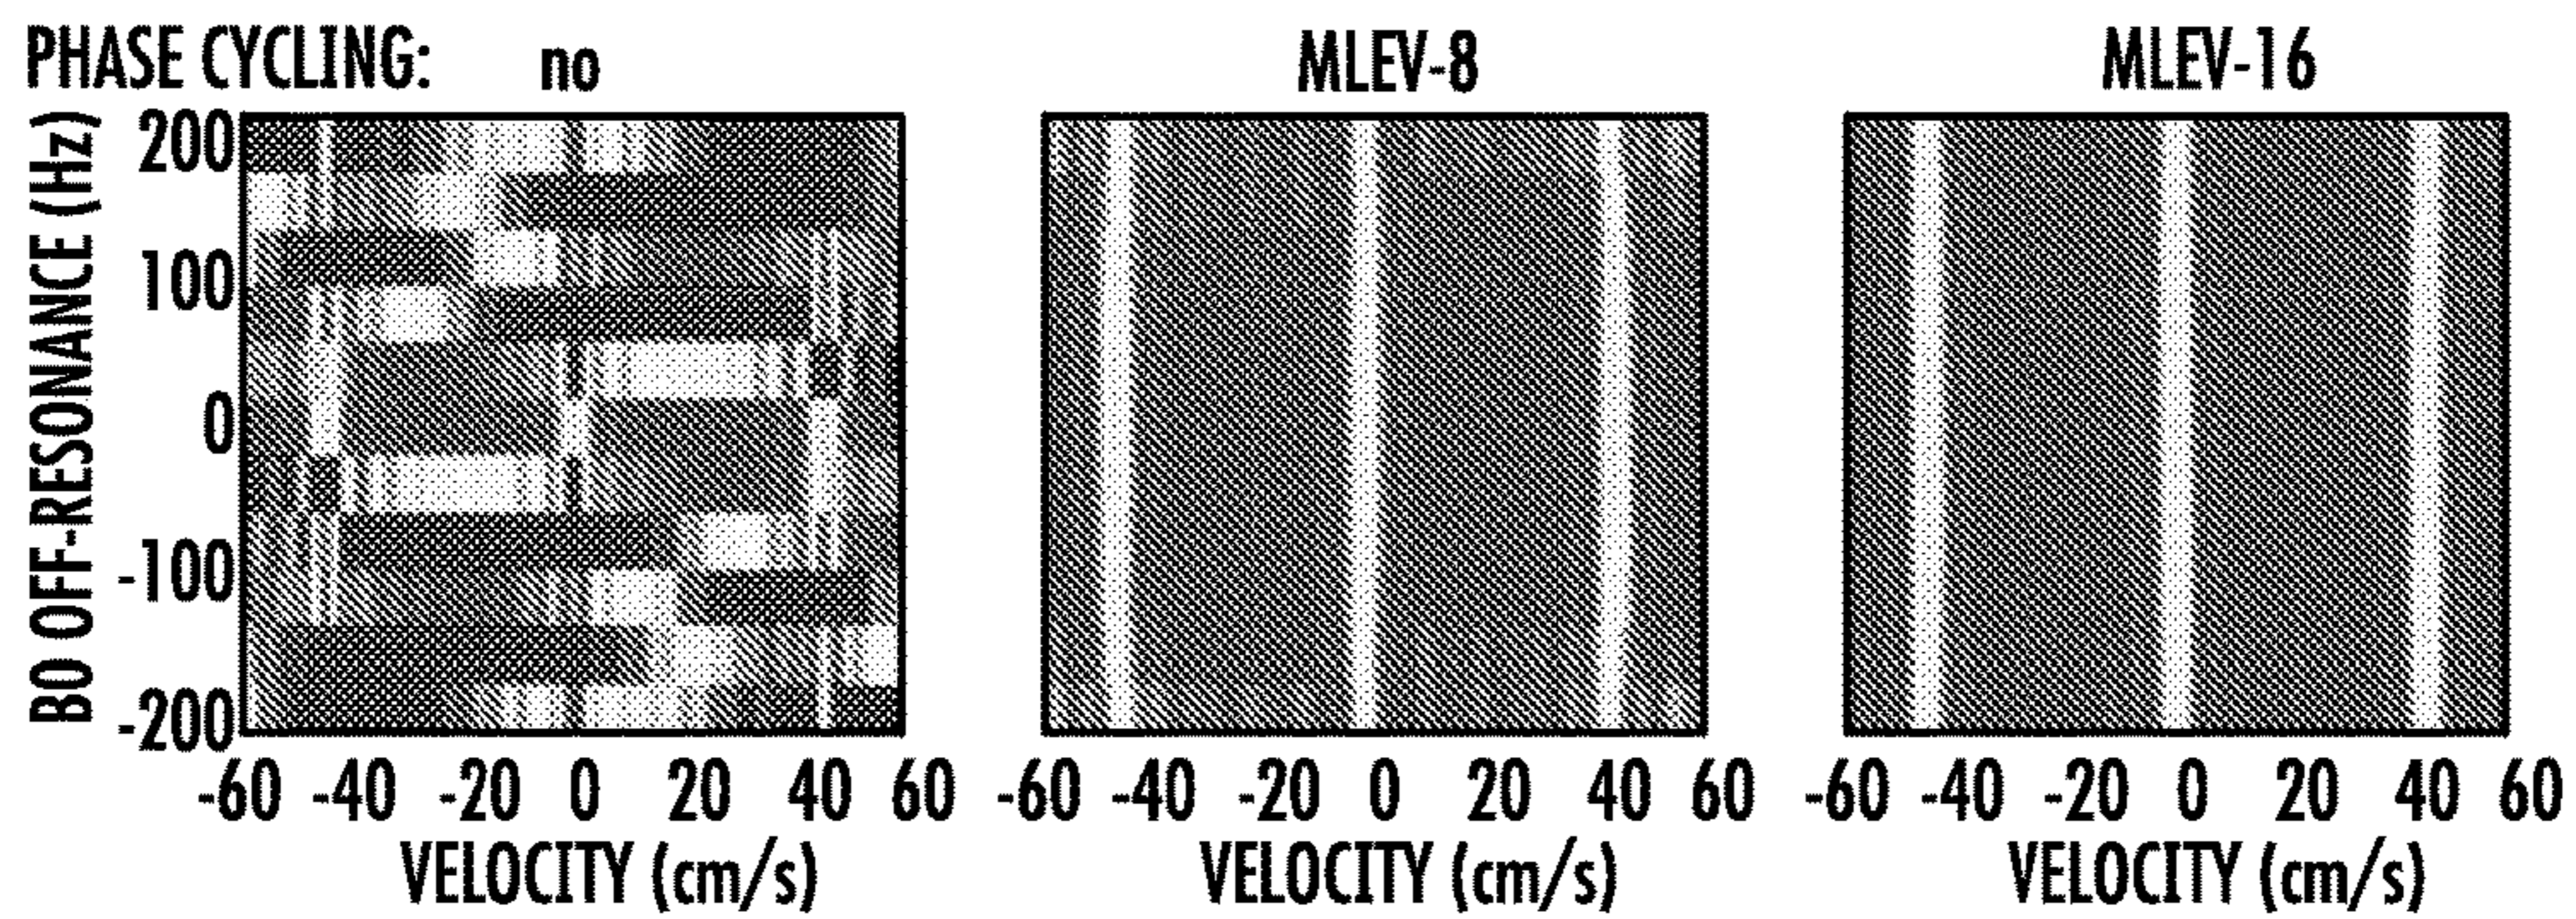 PHASE CYCLING: no MLEV-8 MLEV-16
B0 OFF-RESONANCE (Hz)
200
100
0
-100
-200
-60 -40 -20 0 20 40 60 -60 -40 -20 0 20 40 60 -60 -40 -20 0 20 40 60
VELOCITY (cm/s) VELOCITY (cm/s) VELOCITY (cm/s)